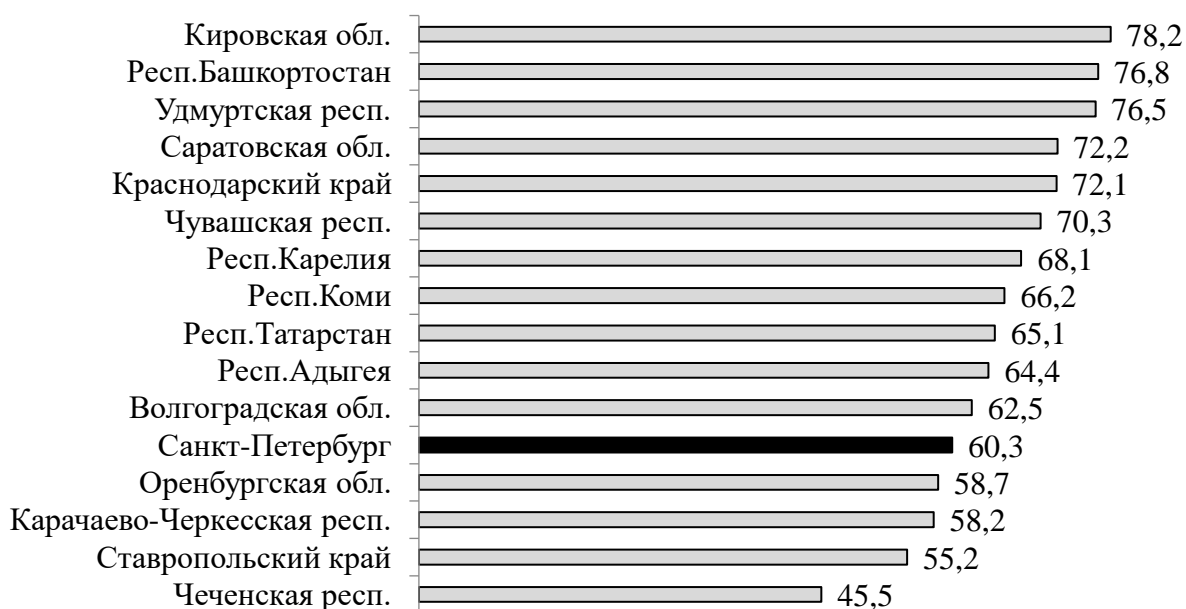 Кировская обл. 78,2
Респ.Башкортостан 76,8
Удмуртская респ. 76,5
Саратовская обл. 72,2
Краснодарский край 72,1
Чувашская респ. 70,3
Респ.Карелия 68,1
Респ.Коми 66,2
Респ.Татарстан 65,1
Респ.Адыгея 64,4
Волгоградская обл. 62,5
Санкт-Петербург 60,3
Оренбургская обл. 58,7
Карачаево-Черкесская респ. 58,2
Ставропольский край 55,2
Чеченская респ. 45,5